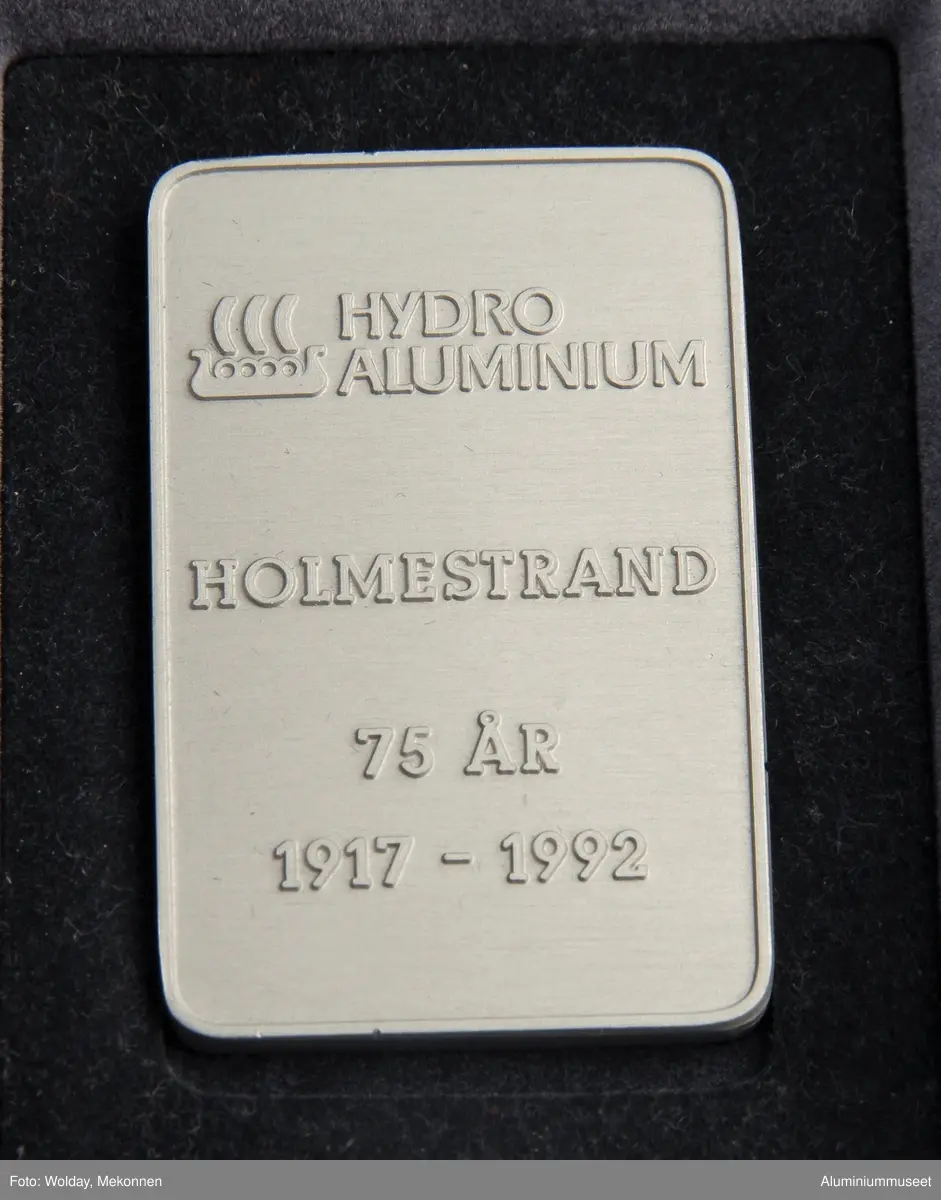 HYDRO
ALUMINIUM
HOLMESTRAND
75 ÅR
1917 - 1992
Foto: Wolday, Mekonnen
Aluminiummuseet